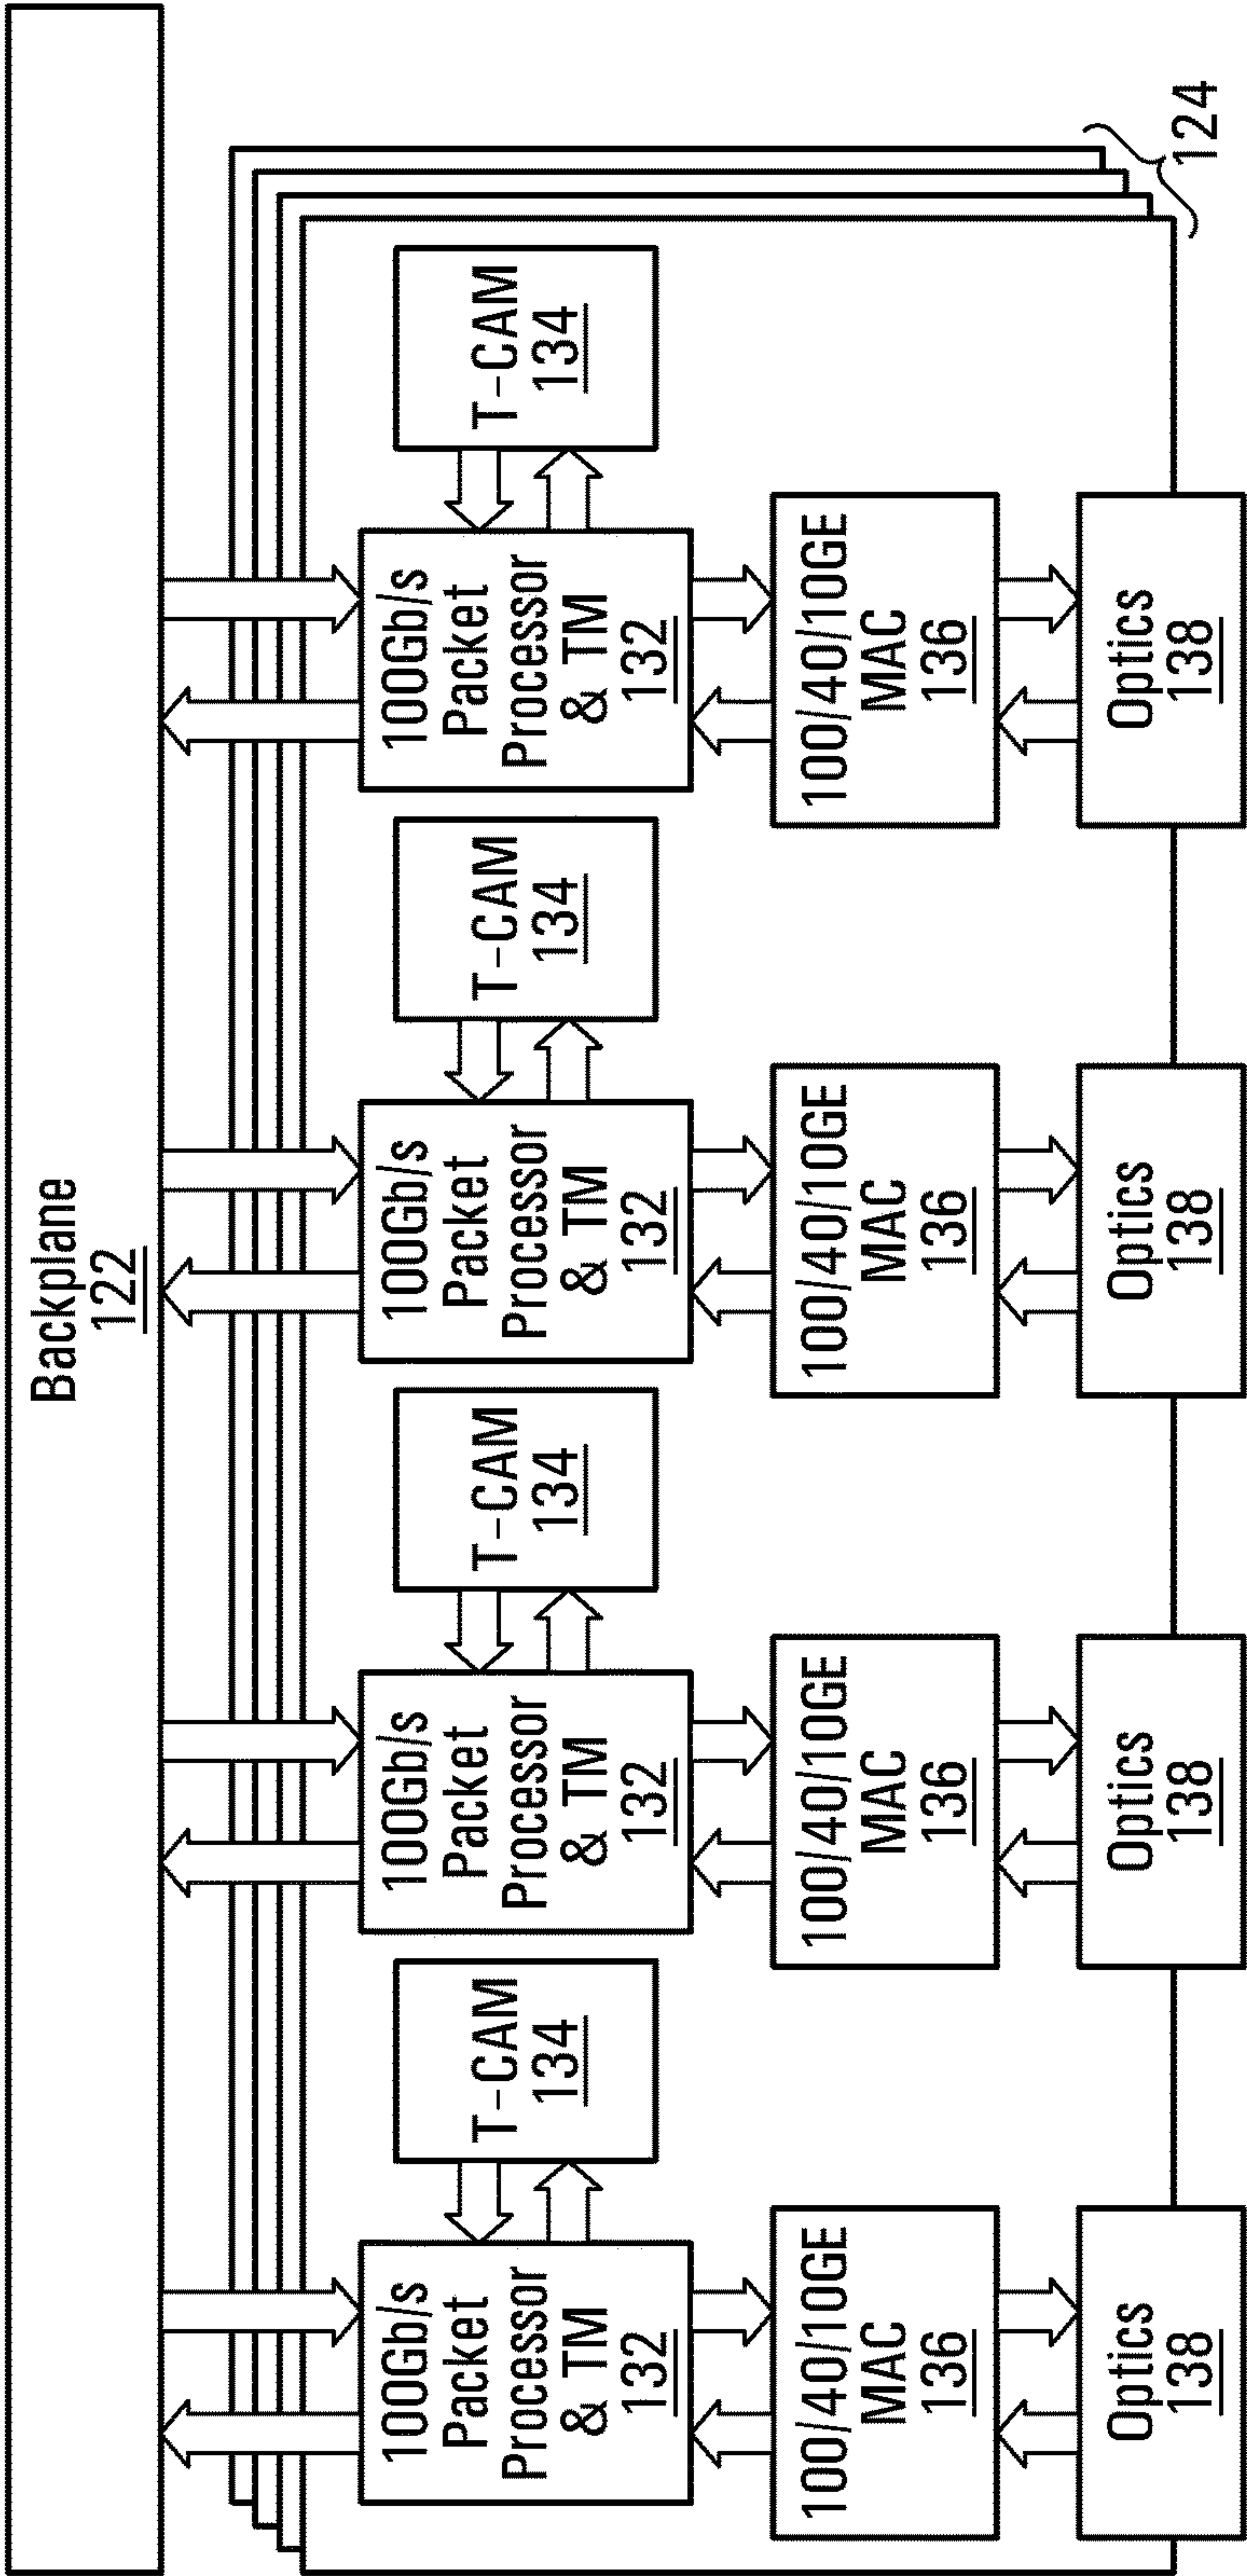 Backplane
122
100Gb/s
Packet
Processor
& TM
132
T-CAM
134
100Gb/s
Packet
Processor
& TM
132
T-CAM
134
100Gb/s
Packet
Processor
& TM
132
T-CAM
134
100Gb/s
Packet
Processor
& TM
132
T-CAM
134
100/40/10GE
MAC
136
100/40/10GE
MAC
136
100/40/10GE
MAC
136
100/40/10GE
MAC
136
Optics
138
Optics
138
Optics
138
Optics
138
124